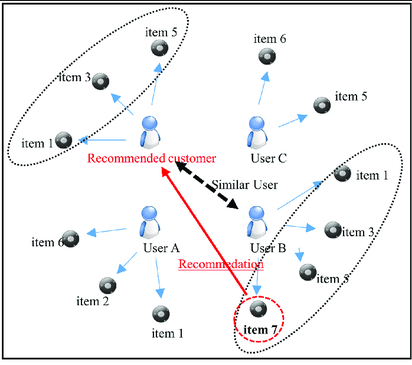 item 5
item 6
item 3
item 5
item 1
Recommended customer
User C
Similar User
item 1
item 6
User A
User B
item 3
Recommedation
item 5
item 2
item 1
item 7